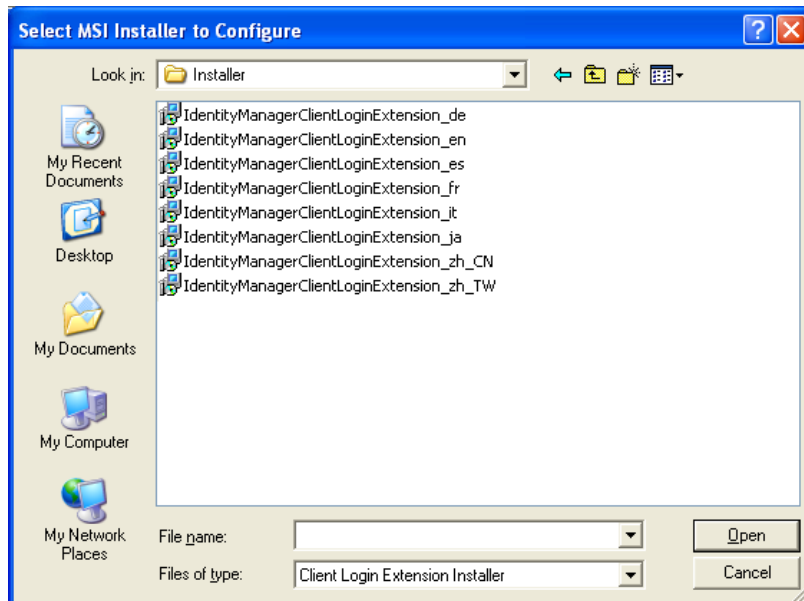 Select MSI Installer to Configure
Look in: Installer
IdentityManagerClientLoginExtension_de
IdentityManagerClientLoginExtension_en
IdentityManagerClientLoginExtension_es
IdentityManagerClientLoginExtension_fr
IdentityManagerClientLoginExtension_it
IdentityManagerClientLoginExtension_ja
IdentityManagerClientLoginExtension_zh_CN
IdentityManagerClientLoginExtension_zh_TW
My Recent
Documents
Desktop
My Documents
My Computer
My Network
Places
File name:
Open
Files of type: Client Login Extension Installer
Cancel